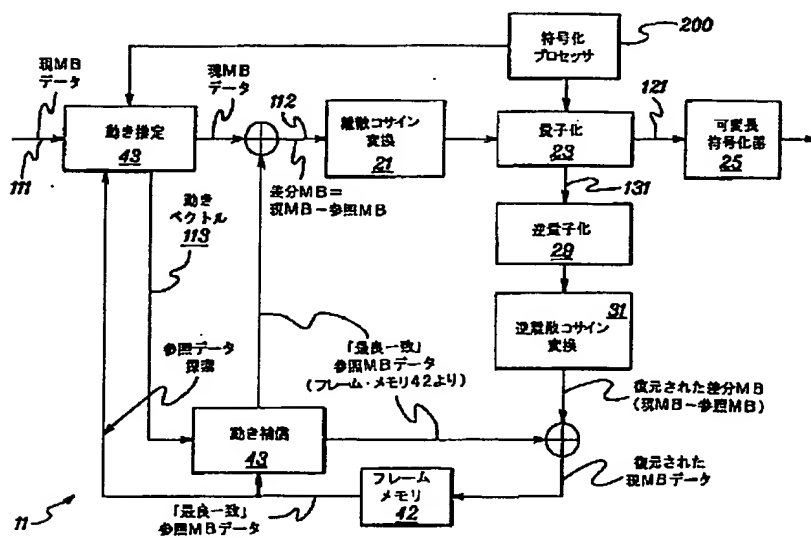 符号化
プロセッサ
200
現MB
データ
現MB
データ
112
121
111
動き推定
43
離散コサイン
変換
21
量子化
23
可変長
符号化器
25
差分MB=
現MB-参照MB
131
動き
ベクトル
113
逆量子化
29
逆離散コサイン
変換
31
参照データ
探索
「最良一致」
参照MBデータ
(フレーム・メモリ42より)
復元された差分MB
(現MB-参照MB)
動き補償
43
復元された
現MBデータ
フレーム
メモリ
42
「最良一致」
参照MBデータ
11